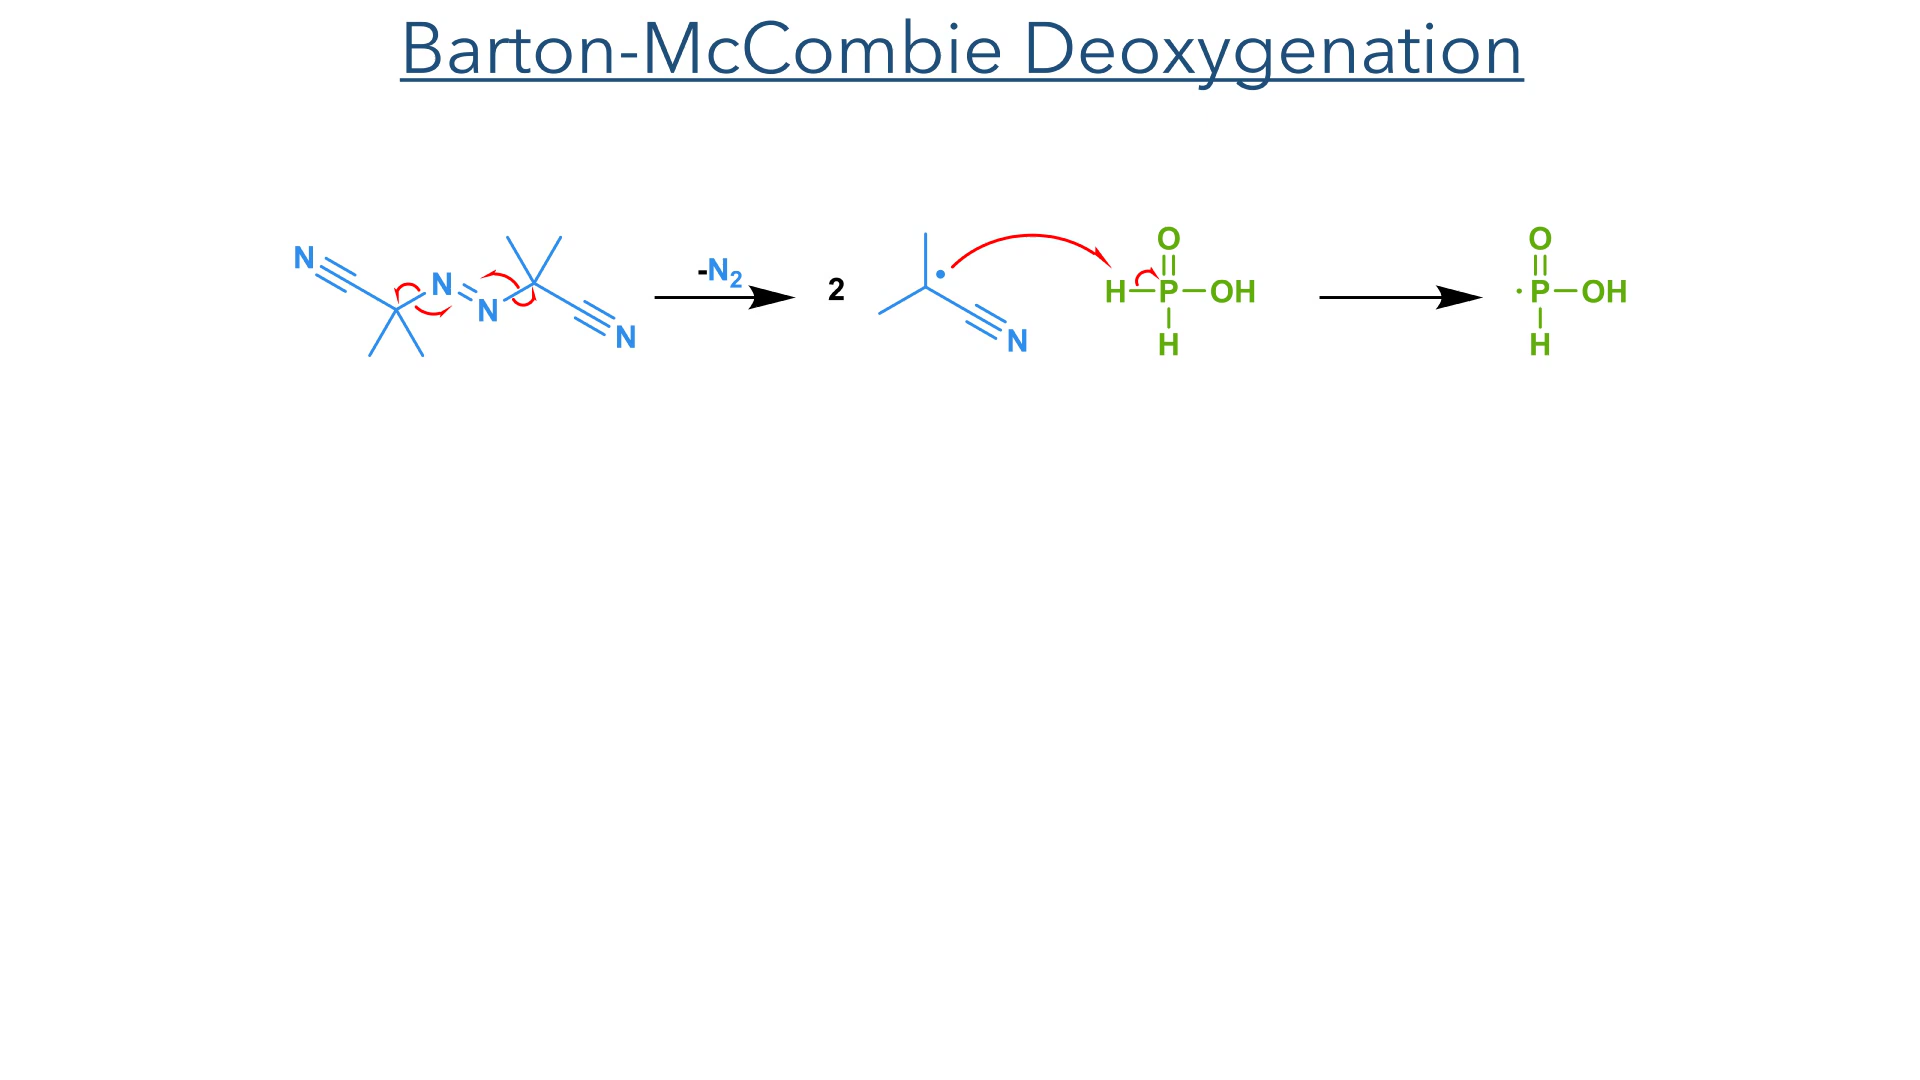 Barton-McCombie Deoxygenation
N N N N
-N2
2
N
O
H P OH
H
O
· P OH
H